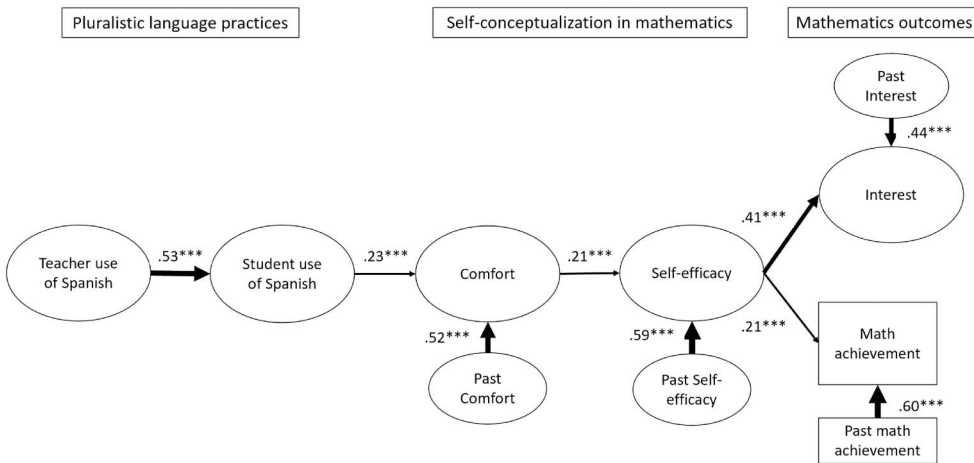 Pluralistic language practices
Self-conceptualization in mathematics
Mathematics outcomes
Past
Interest
.44***
Interest
.41***
Teacher use
of Spanish
.53***
Student use
of Spanish
.23***
Comfort
.21***
Self-efficacy
.21***
.52***
Past
Comfort
.59***
Past Self-
efficacy
Math
achievement
.60***
Past math
achievement